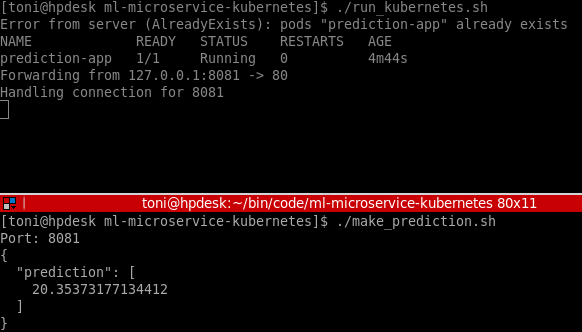 [toni@hpdesk ml-microservice-kubernetes]$ ./run_kubernetes.sh
Error from server (AlreadyExists): pods "prediction-app" already exists
NAME             READY   STATUS    RESTARTS   AGE
prediction-app   1/1     Running   0          4m44s
Forwarding from 127.0.0.1:8081 -> 80
Handling connection for 8081
toni@hpdesk:~/bin/code/ml-microservice-kubernetes 80x11
[toni@hpdesk ml-microservice-kubernetes]$ ./make_prediction.sh
Port: 8081
{
  "prediction": [
    20.35373177134412
  ]
}